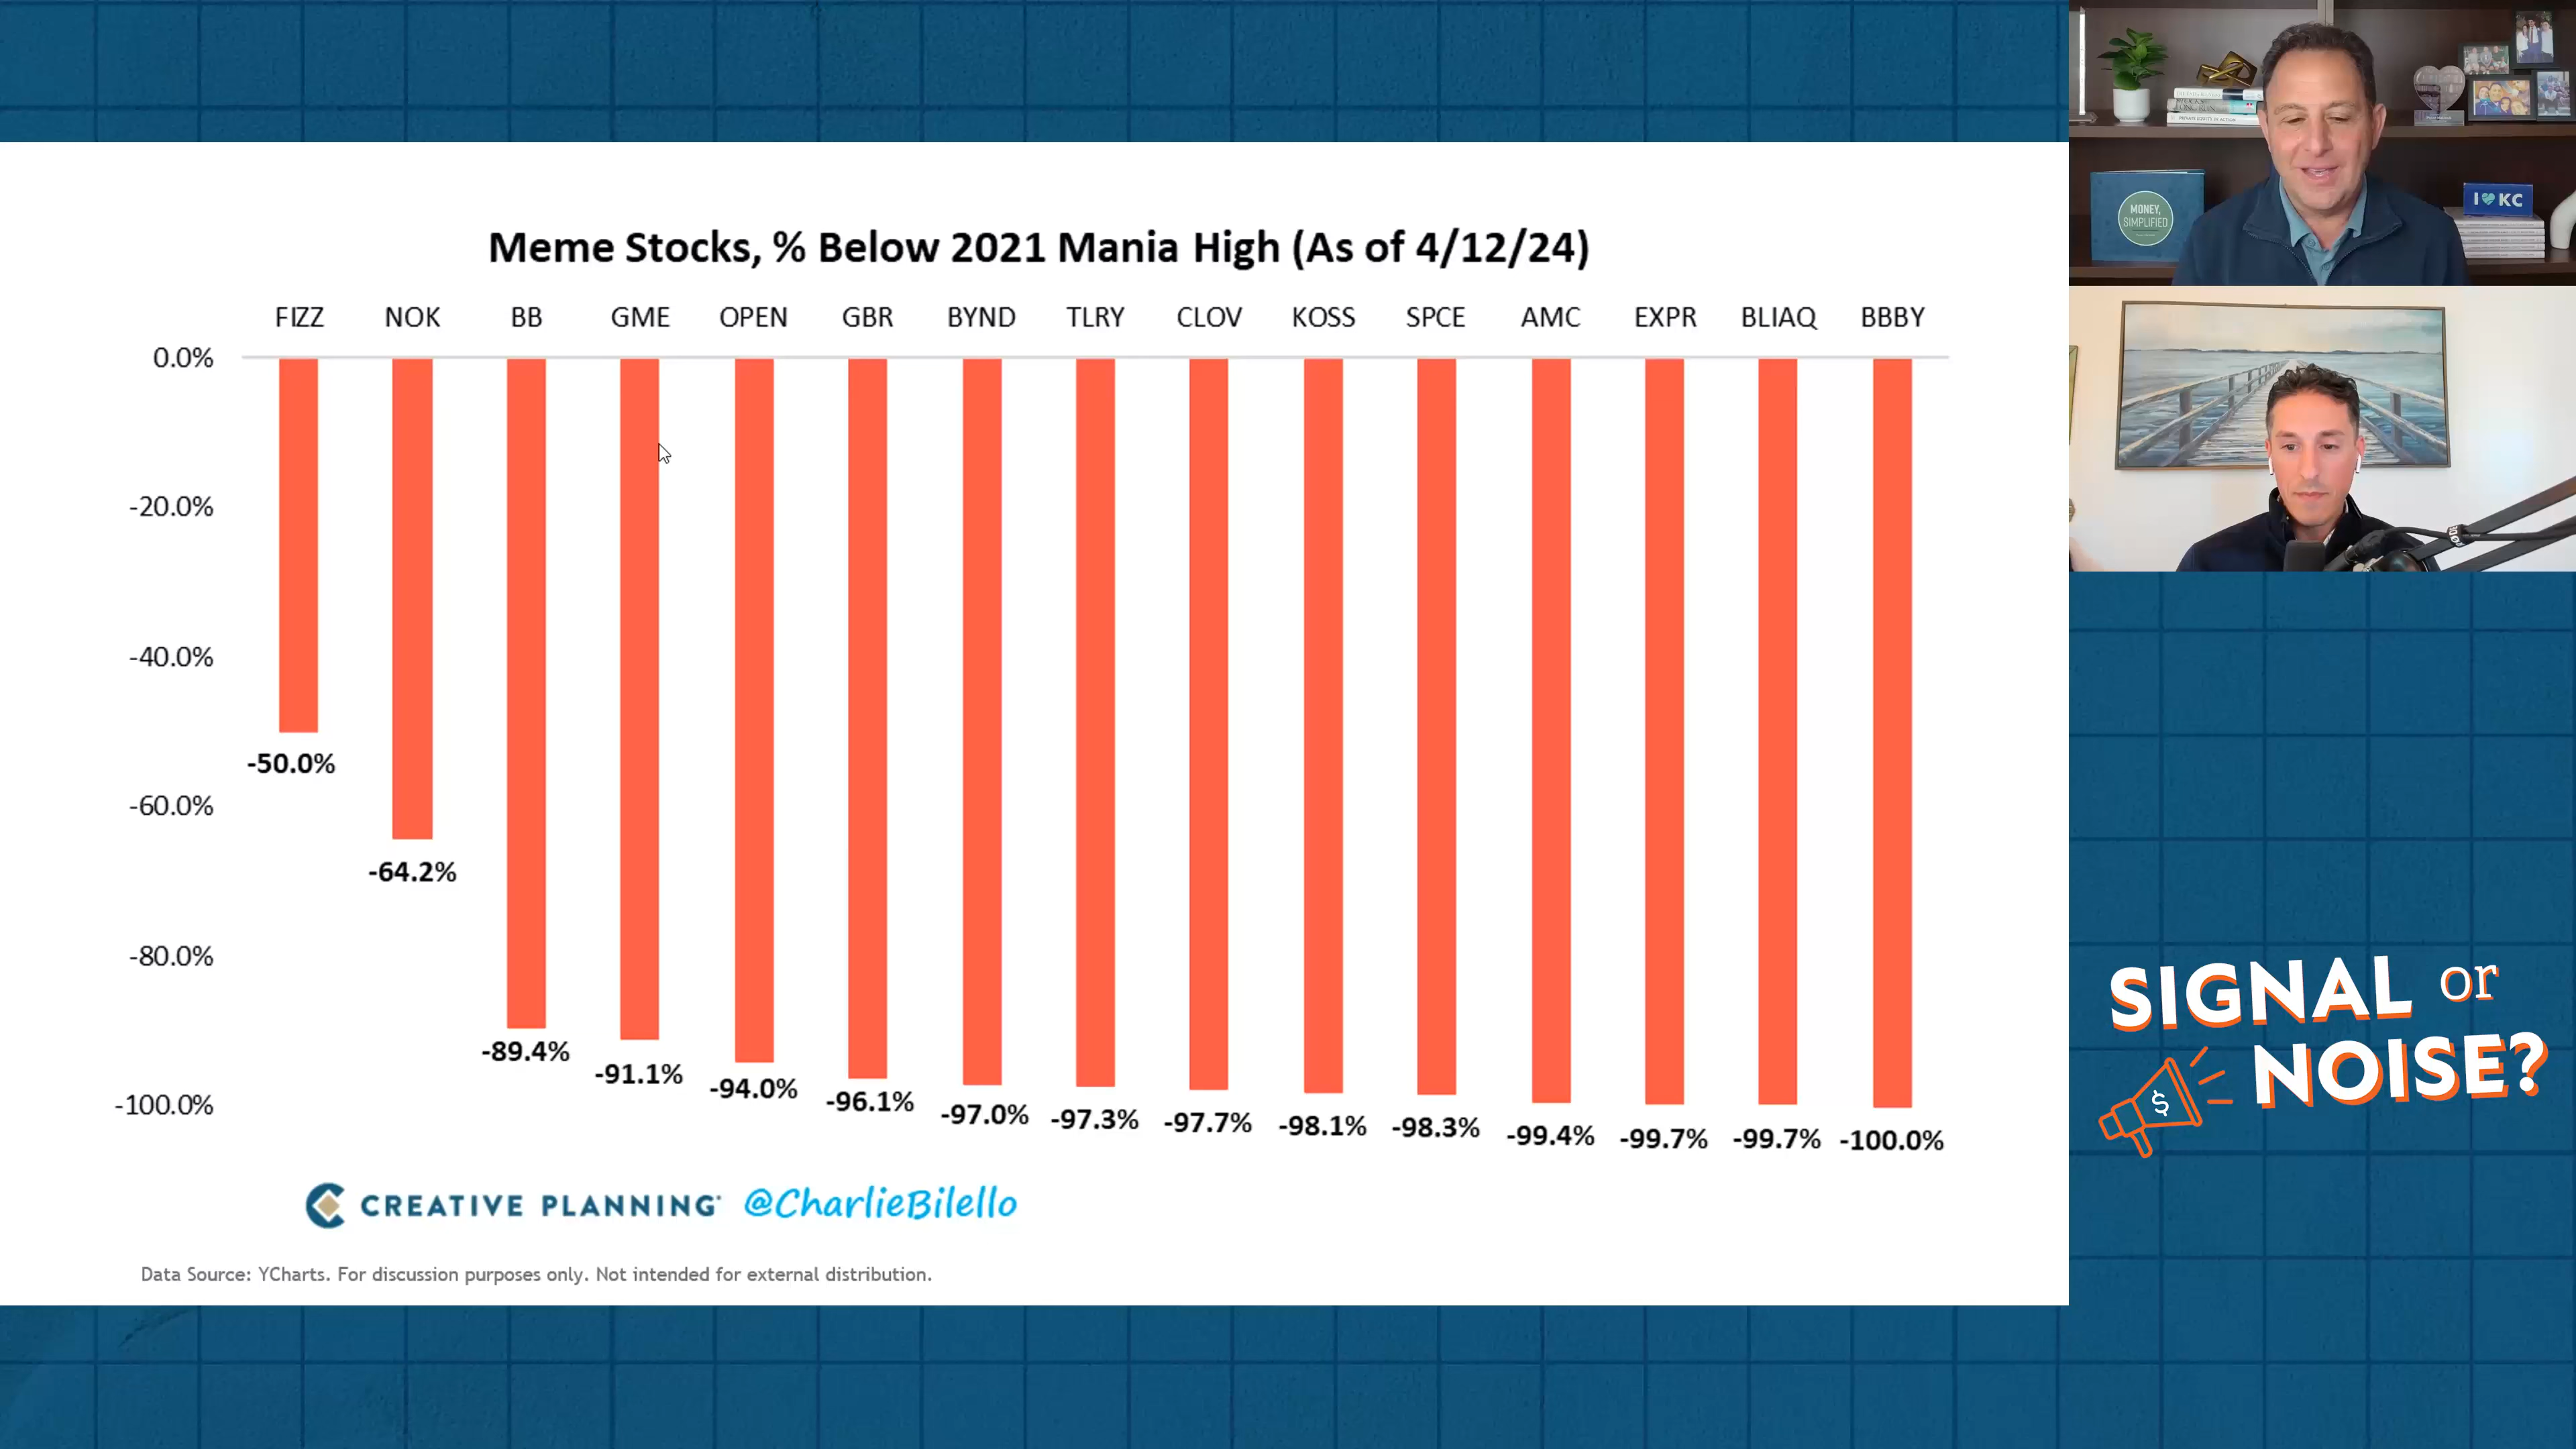 Meme Stocks, % Below 2021 Mania High (As of 4/12/24)
FIZZ NOK BB GME OPEN GBR BYND TLRY CLOV KOSS SPCE AMC EXPR BLIAQ BBBY
0.0%
-20.0%
-40.0%
-60.0%
-80.0%
-100.0%
-50.0%
-64.2%
-89.4%
-91.1%
-94.0%
-96.1%
-97.0%
-97.3%
-97.7%
-98.1%
-98.3%
-99.4%
-99.7%
-99.7%
-100.0%
CREATIVE PLANNING @CharlieBilello
Data Source: YCharts. For discussion purposes only. Not intended for external distribution.
MONEY,
SIMPLIFIED
I KC
SIGNAL or
NOISE?
$